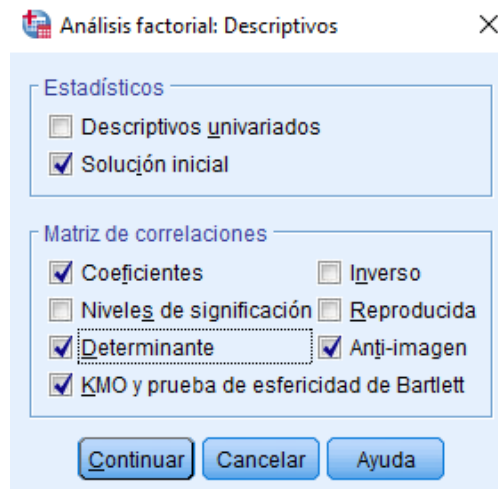 Análisis factorial: Descriptivos
Estadísticos
Descriptivos univariados
Solución inicial
Matriz de correlaciones
Coeficientes Inverso
Niveles de significación Reproducida
Determinante Anti-imagen
KMO y prueba de esfericidad de Bartlett
Continuar Cancelar Ayuda